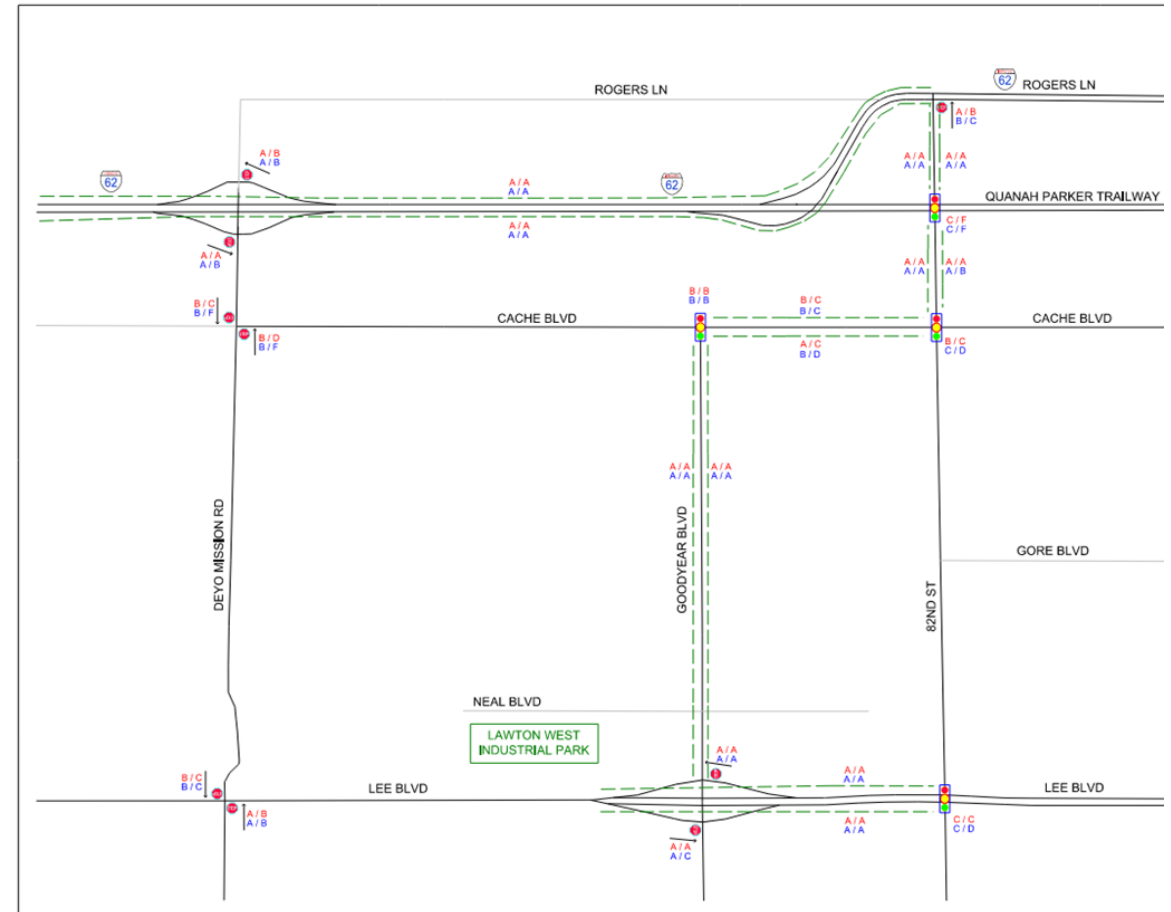 62
ROGERS LN
ROGERS LN
A / B
B / C
A / B
A / B
62
62
A / A
A / A
A / A
A / A
A / A
A / A
QUANAH PARKER TRAILWAY
A / A
A / A
C / F
C / F
A / A
A / B
A / A
A / A
A / A
A / B
B / C
B / F
B / B
B / B
B / C
B / C
CACHE BLVD
CACHE BLVD
B / D
B / F
A / C
B / D
B / C
C / D
A / A
A / A
A / A
A / A
DEYO MISSION RD
GOODYEAR BLVD
82ND ST
GORE BLVD
NEAL BLVD
LAWTON WEST
INDUSTRIAL PARK
A / A
A / A
A / A
A / A
B / C
B / C
LEE BLVD
LEE BLVD
A / B
A / B
A / A
A / A
C / C
C / D
A / A
A / C